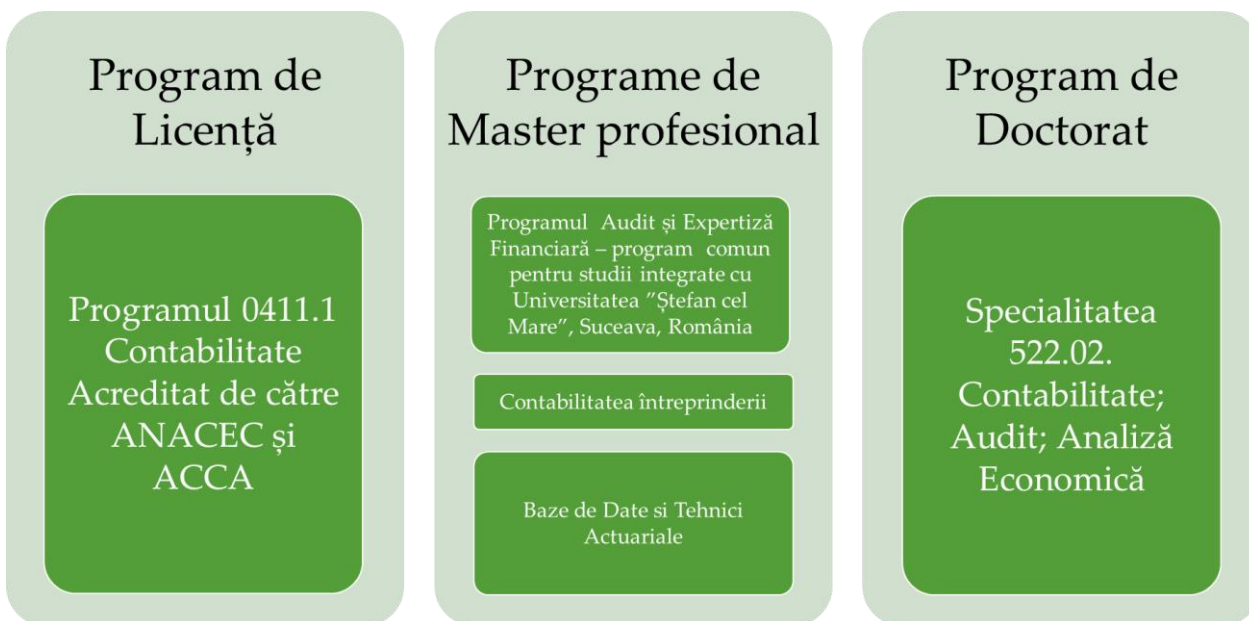 Program de
Licență
Programul 0411.1
Contabilitate
Acreditat de către
ANACEC și
ACCA
Programe de
Master profesional
Programul Audit și Expertiză
Financiară – program comun
pentru studii integrate cu
Universitatea ”Ștefan cel
Mare”, Suceava, România
Contabilitatea întreprinderii
Baze de Date si Tehnici
Actuariale
Program de
Doctorat
Specialitatea
522.02.
Contabilitate;
Audit; Analiză
Economică